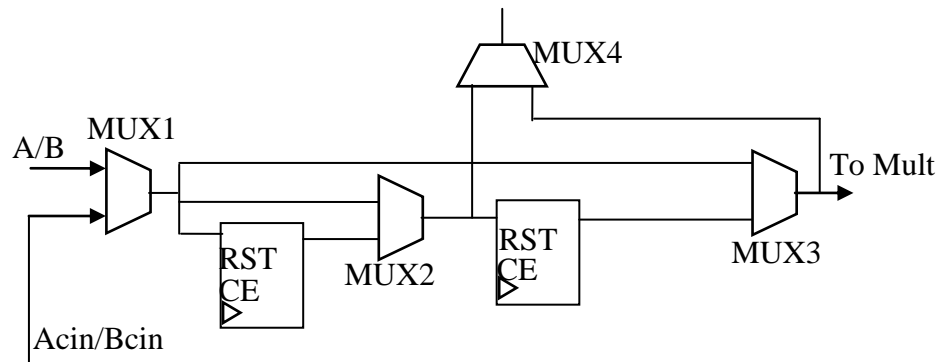 MUX4
MUX1
A/B
To Mult
RST
CE
MUX2
RST
CE
MUX3
Acin/Bcin